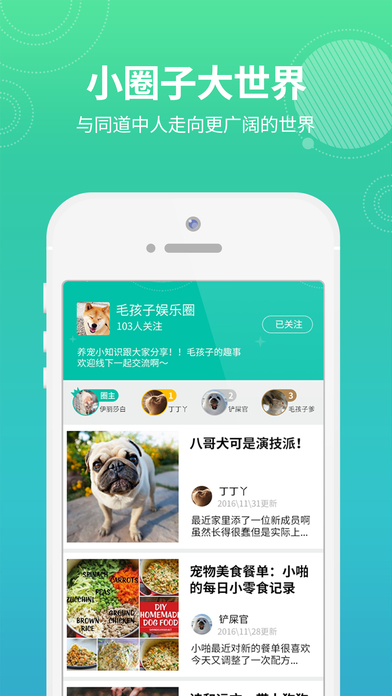 小圈子大世界
与同道中人走向更广阔的世界
毛孩子娱乐圈
103人关注
已关注
养宠小知识跟大家分享！！毛孩子的趣事
欢迎线下一起交流啊～
圈主
伊丽莎白
1
丁丁丫
2
铲屎官
3
毛孩子爹
八哥犬可是演技派！
丁丁丫
2016\11\31更新
最近家里添了一位新成员啊
虽然长得很蠢但是实际上...
SPINACH
CARROTS
PEAS
ZUCCHINI
GROUND
CHICKEN
BROWN
RICE
DIY
HOMEMADE
DOG FOOD
宠物美食餐单：小啪
的每日小零食记录
铲屎官
2016\11\28更新
小啪最近对新的餐单很喜欢
今天又调整了一次配方...